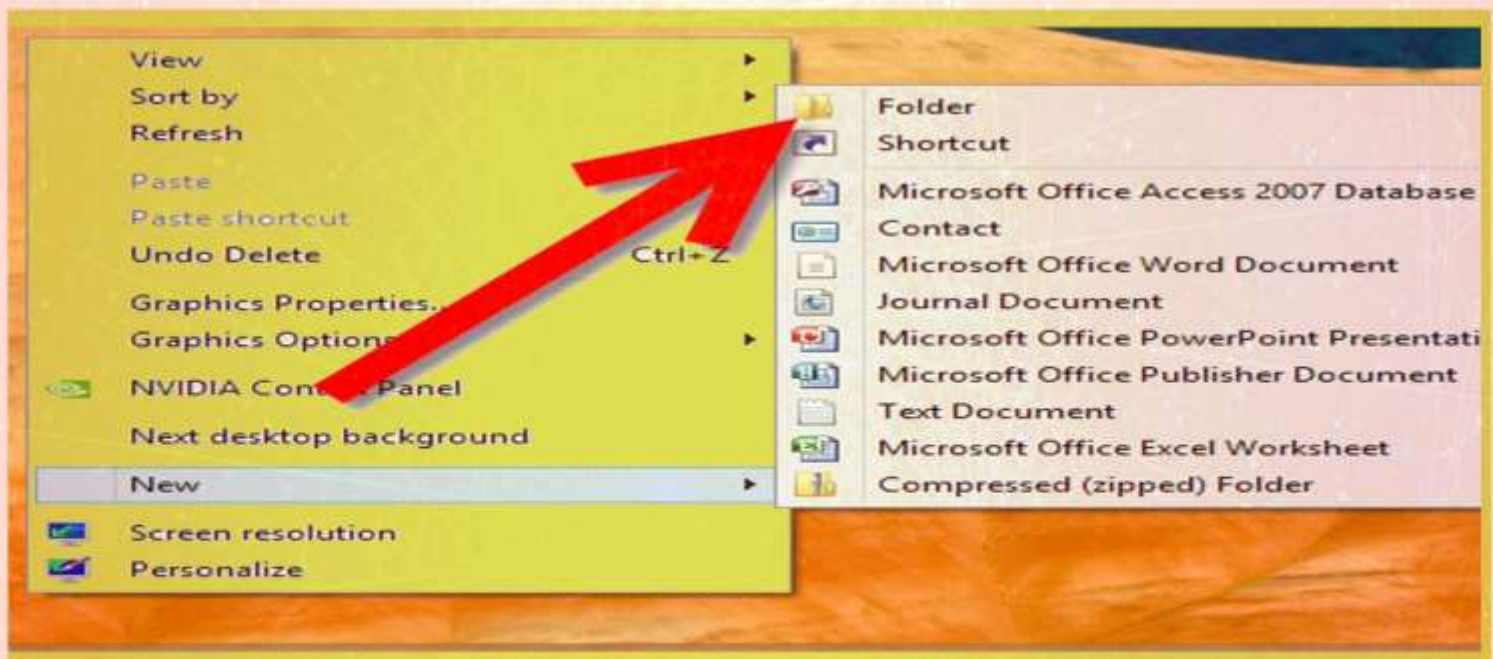 View
Sort by
Refresh
Paste
Paste shortcut
Undo Delete Ctrl+Z
Graphics Properties..
Graphics Option
NVIDIA Panel
Next desktop background
New
Screen resolution
Personalize
Folder
Shortcut
Microsoft Office Access 2007 Database
Contact
Microsoft Office Word Document
Journal Document
Microsoft Office PowerPoint Presentati
Microsoft Office Publisher Document
Text Document
Microsoft Office Excel Worksheet
Compressed (zipped) Folder